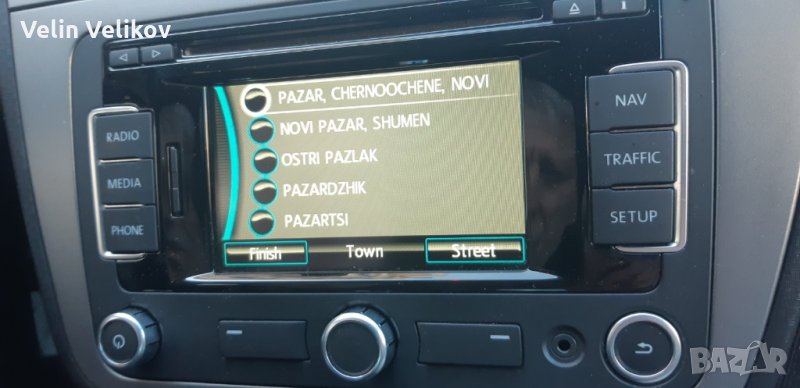 Velin Velikov
RADIO
MEDIA
PHONE
PAZAR, CHERNOOCHENE, NOVI
NOVI PAZAR, SHUMEN
OSTRI PAZLAK
PAZARDZHIK
PAZARTSI
Finish Town Street
NAV
TRAFFIC
SETUP
BAZAR